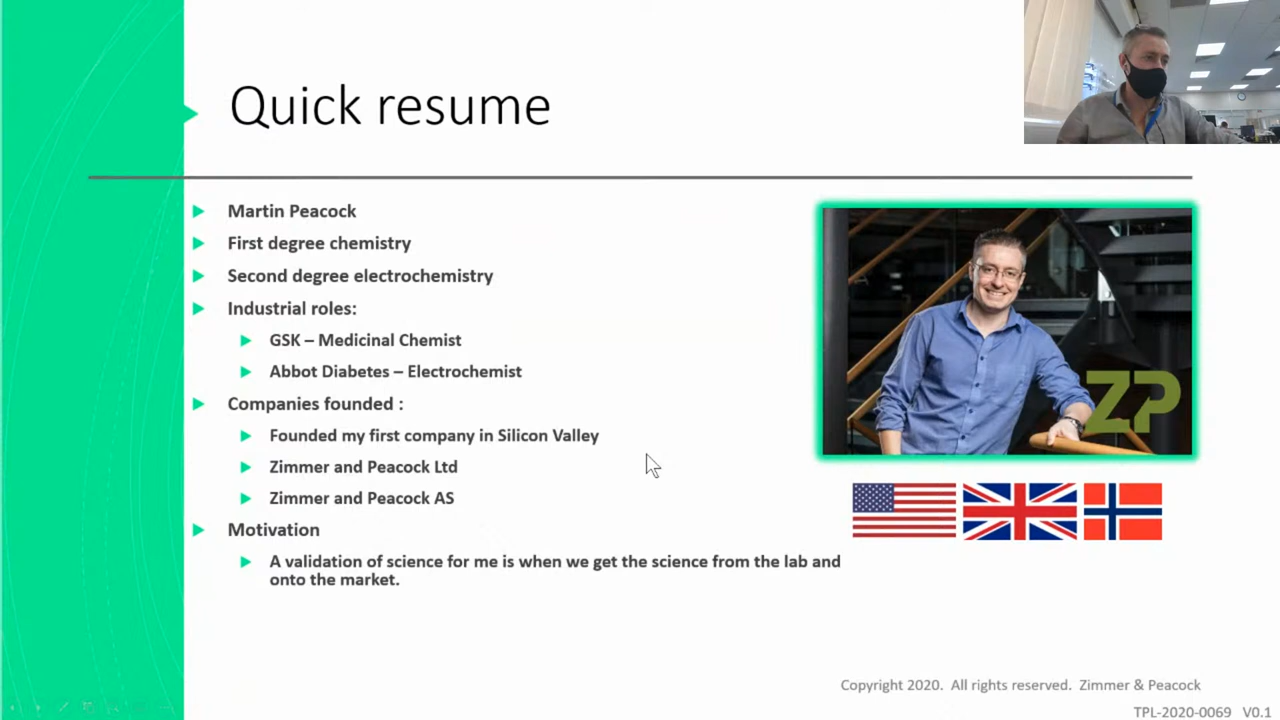 Quick resume
Martin Peacock
First degree chemistry
Second degree electrochemistry
Industrial roles:
GSK – Medicinal Chemist
Abbot Diabetes – Electrochemist
Companies founded :
Founded my first company in Silicon Valley
Zimmer and Peacock Ltd
Zimmer and Peacock AS
Motivation
A validation of science for me is when we get the science from the lab and
onto the market.
ZP
Copyright 2020.  All rights reserved.  Zimmer & Peacock
TPL-2020-0069   V0.1